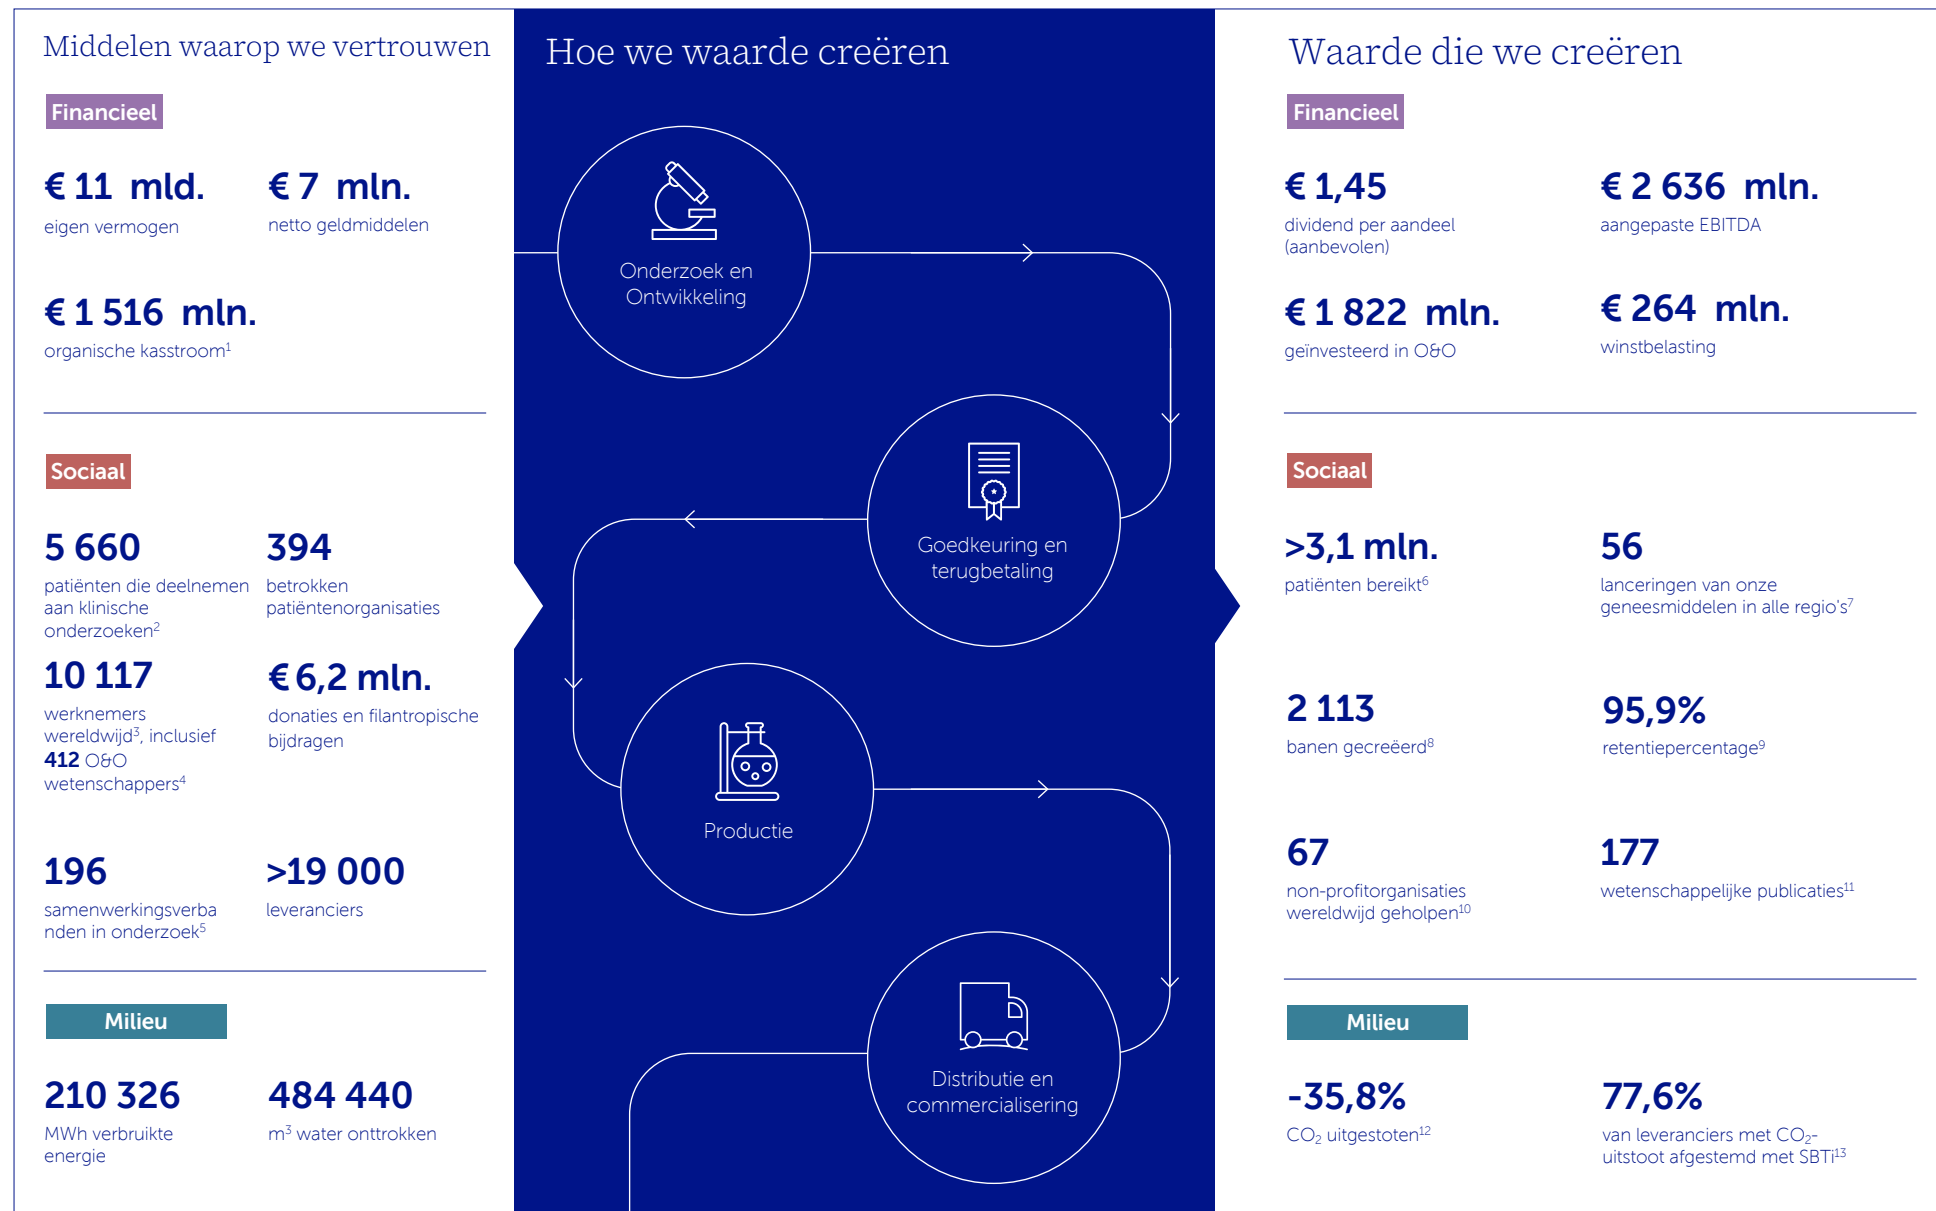 Middelen waarop we vertrouwen
Financieel
€ 11 mld.
eigen vermogen
€ 7 mln.
netto geldmiddelen
€ 1 516 mln.
organische kasstroom¹
Sociaal
5 660
patiënten die deelnemen
aan klinische
onderzoeken²
394
betrokken
patiëntenorganisaties
10 117
werknemers
wereldwijd³, inclusief
412 O&O
wetenschappers⁴
€ 6,2 mln.
donaties en filantropische
bijdragen
196
samenwerkingsverba
nden in onderzoek⁵
>19 000
leveranciers
Milieu
210 326
MWh verbruikte
energie
484 440
m³ water onttrokken
Hoe we waarde creëren
Onderzoek en
Ontwikkeling
Goedkeuring en
terugbetaling
Productie
Distributie en
commercialisering
Waarde die we creëren
Financieel
€ 1,45
dividend per aandeel
(aanbevolen)
€ 2 636 mln.
aangepaste EBITDA
€ 1 822 mln.
geïnvesteerd in O&O
€ 264 mln.
winstbelasting
Sociaal
>3,1 mln.
patiënten bereikt⁶
56
lanceringen van onze
geneesmiddelen in alle regio's⁷
2 113
banen gecreëerd⁸
95,9%
retentiepercentage⁹
67
non-profitorganisaties
wereldwijd geholpen¹⁰
177
wetenschappelijke publicaties¹¹
Milieu
-35,8%
CO₂ uitgestoten¹²
77,6%
van leveranciers met CO₂-
uitstoot afgestemd met SBTi¹³